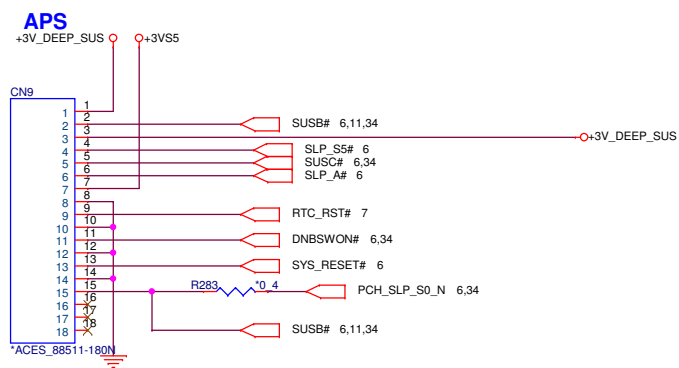 APS
+3V_DEEP_SUS
+3VS5
CN9
1 1
2 2 SUSB# 6,11,34
3 3 +3V_DEEP_SUS
4 4 SLP_S5# 6
5 5 SUSC# 6,34
6 6 SLP_A# 6
7 7
8 8
9 9 RTC_RST# 7
10 10
11 11 DNBSWON# 6,34
12 12
13 13 SYS_RESET# 6
14 14
15 15 R283 *0_4 PCH_SLP_S0_N 6,34
16 16
17 17
18 18 SUSB# 6,11,34
*ACES_88511-180N